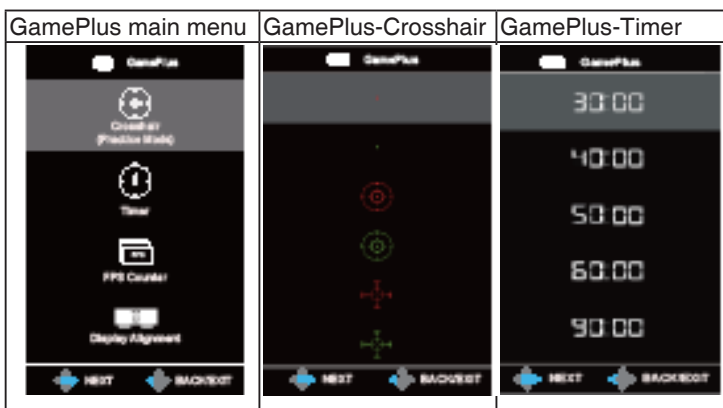 GamePlus main menu
GamePlus-Crosshair
GamePlus-Timer
GamePlus
Crosshair
(Practice Mode)
Timer
FPS Counter
Display Alignment
NEXT BACK/EXIT
GamePlus
NEXT BACK/EXIT
GamePlus
30:00
40:00
50:00
60:00
90:00
NEXT BACK/EXIT